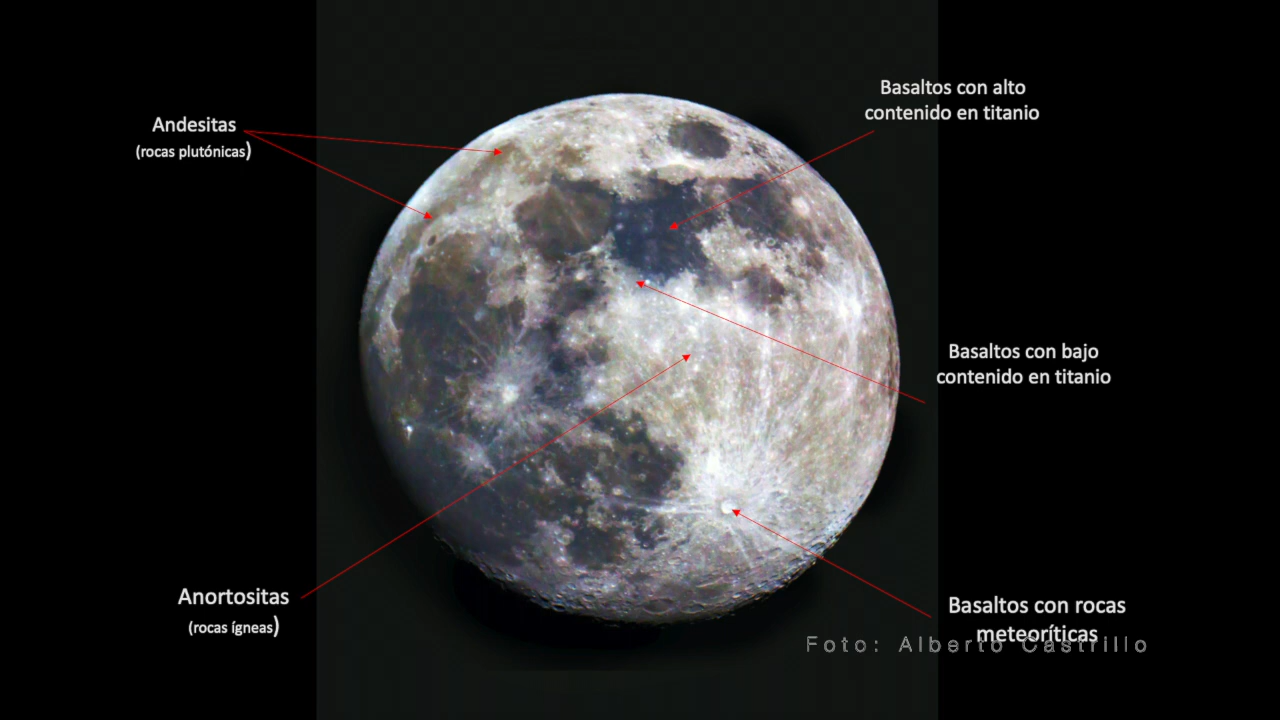 Andesitas
(rocas plutónicas)
Basaltos con alto
contenido en titanio
Basaltos con bajo
contenido en titanio
Anortositas
(rocas ígneas)
Basaltos con rocas
meteoríticas
Foto: Alberto Castrillo